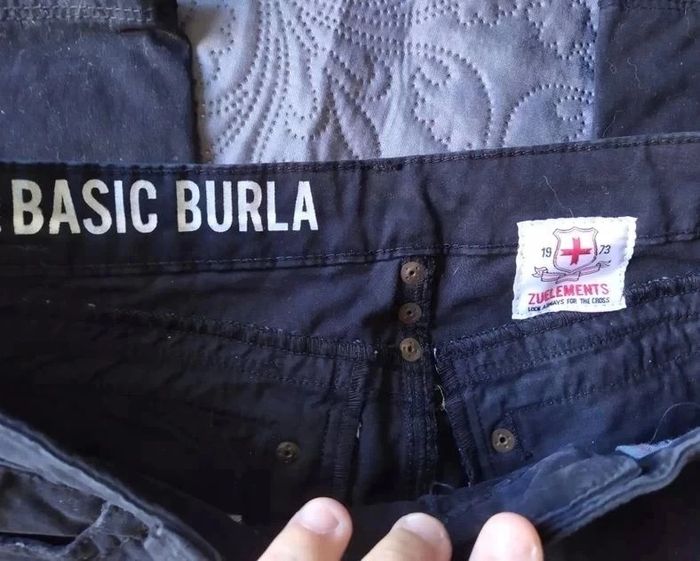 BASIC BURLA
19 73
ZUELEMENTS
LOOK ALWAYS FOR THE CROSS